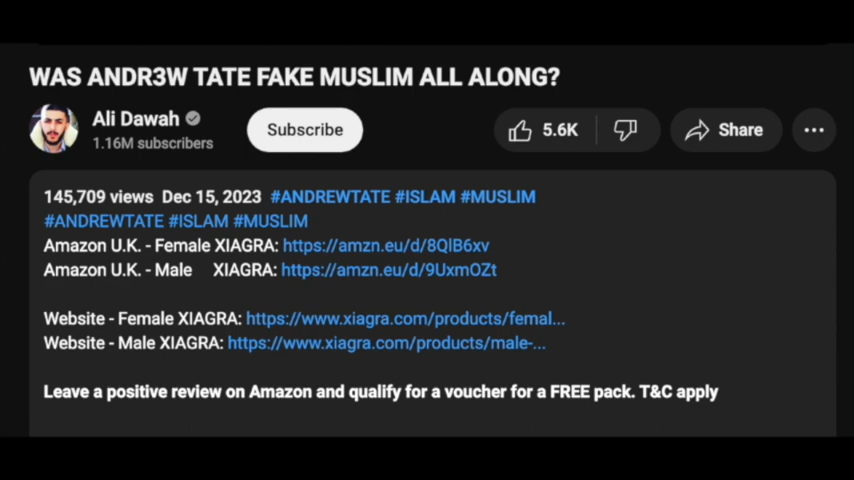 WAS ANDR3W TATE FAKE MUSLIM ALL ALONG?
Ali Dawah
1.16M subscribers
Subscribe
5.6K
Share
145,709 views Dec 15, 2023 #ANDREWTATE #ISLAM #MUSLIM
#ANDREWTATE #ISLAM #MUSLIM
Amazon U.K. - Female XIAGRA: https://amzn.eu/d/8QlB6xv
Amazon U.K. - Male XIAGRA: https://amzn.eu/d/9UxmOZt
Website - Female XIAGRA: https://www.xiagra.com/products/femal...
Website - Male XIAGRA: https://www.xiagra.com/products/male-...
Leave a positive review on Amazon and qualify for a voucher for a FREE pack. T&C apply